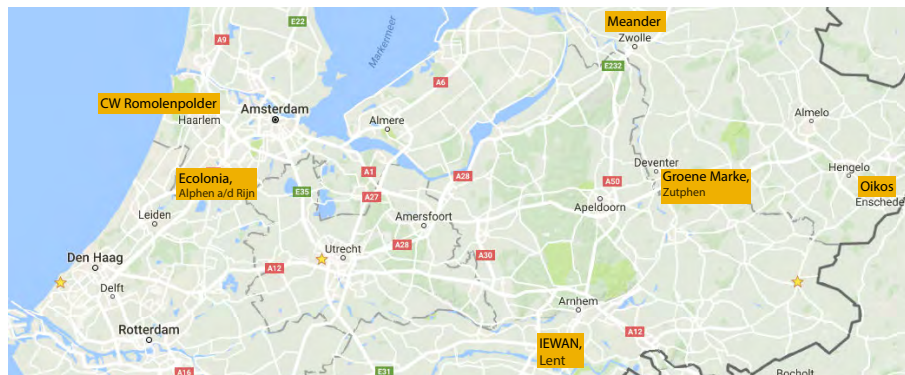 E22
Meander
Zwolle
A9
Markermeer
E232
A6
CW Romolenpolder
Haarlem
Amsterdam
Almere
Almelo
A1
A28
Deventer
Hengelo
Ecolonia,
Alphen a/d Rijn
E35
A27
A50
Groene Marke,
Zutphen
Oikos
Enschede
Apeldoorn
Leiden
Amersfoort
Utrecht
A28
A30
Den Haag
A12
Delft
Arnhem
Rotterdam
A12
IEWAN,
Lent
A16
E31
Bocholt